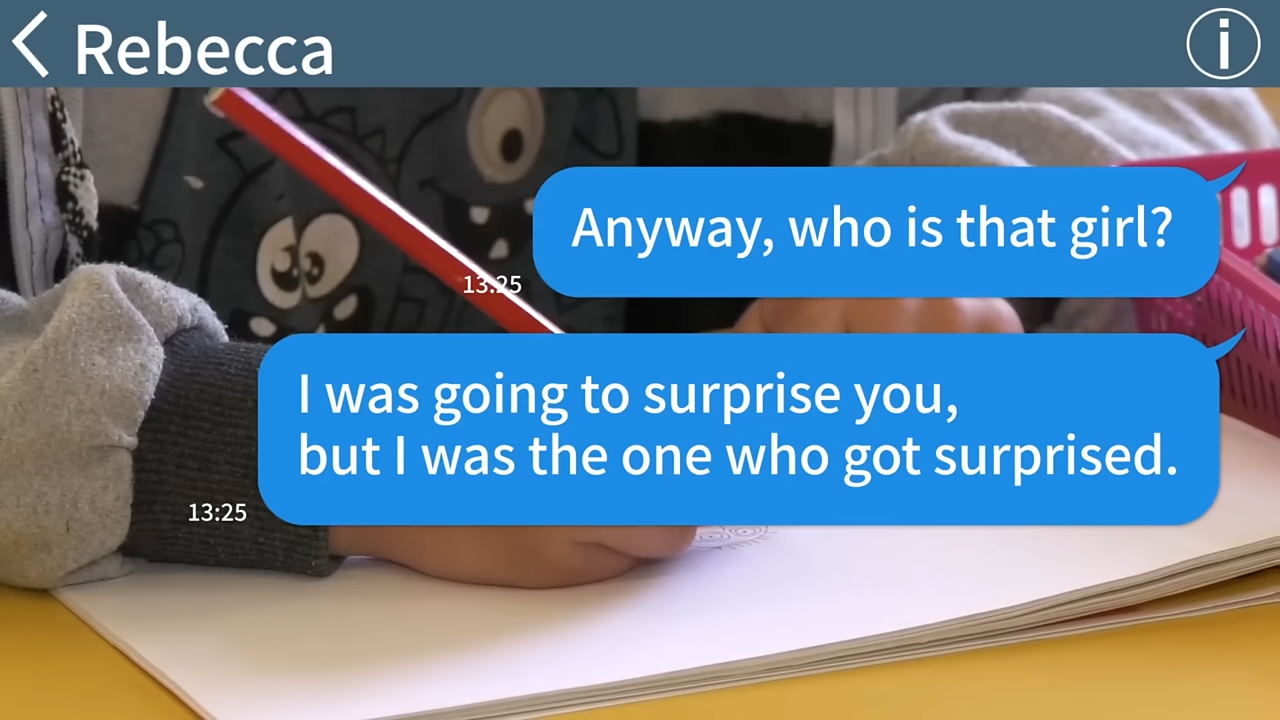 Rebecca
Anyway, who is that girl?
13:25
I was going to surprise you,
but I was the one who got surprised.
13:25